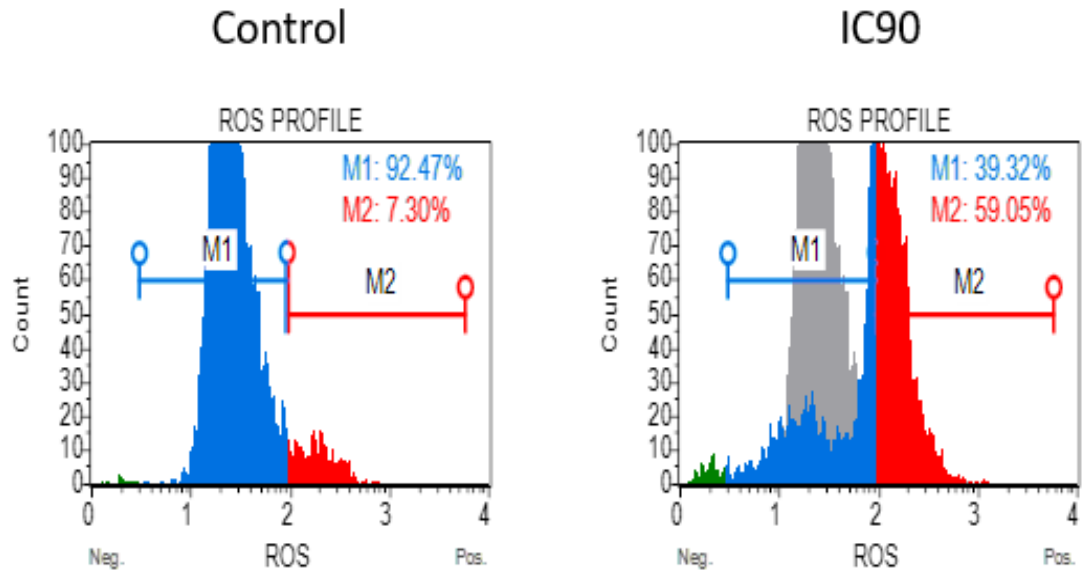 Control
ROS PROFILE
100
90
80
70
60
50
40
30
20
10
0
Count
M1: 92.47%
M2: 7.30%
M1
M2
0 1 2 3 4
Neg. ROS Pos.
IC90
ROS PROFILE
100
90
80
70
60
50
40
30
20
10
0
Count
M1: 39.32%
M2: 59.05%
M1
M2
0 1 2 3 4
Neg. ROS Pos.